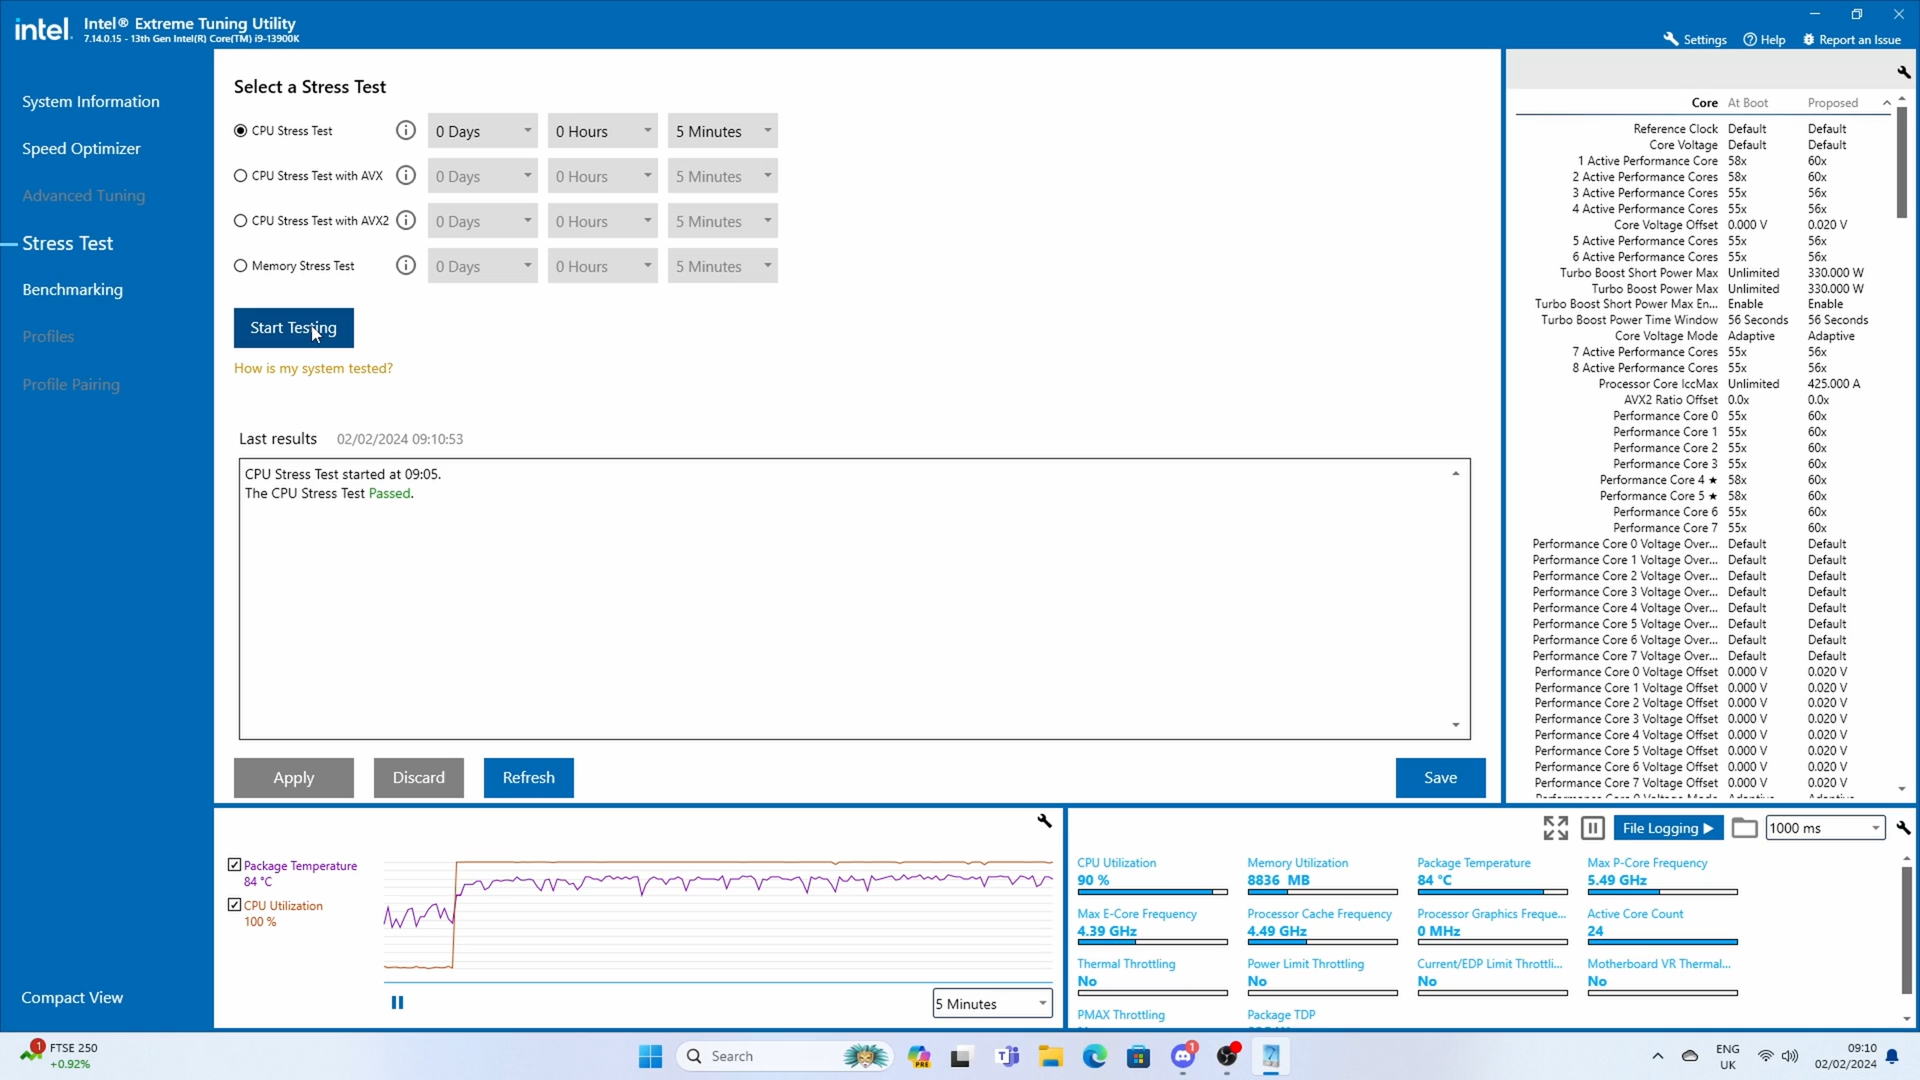 intel.
Intel® Extreme Tuning Utility
7.14.0.15 - 13th Gen Intel(R) Core(TM) i9-13900K
Settings
Help
Report an Issue
System Information
Speed Optimizer
Advanced Tuning
Stress Test
Benchmarking
Profiles
Profile Pairing
Compact View
Select a Stress Test
CPU Stress Test 0 Days 0 Hours 5 Minutes
CPU Stress Test with AVX 0 Days 0 Hours 5 Minutes
CPU Stress Test with AVX2 0 Days 0 Hours 5 Minutes
Memory Stress Test 0 Days 0 Hours 5 Minutes
Start Testing
How is my system tested?
Last results 02/02/2024 09:10:53
CPU Stress Test started at 09:05.
The CPU Stress Test Passed.
Apply
Discard
Refresh
Save
Core At Boot Proposed
Reference Clock Default Default
Core Voltage Default Default
1 Active Performance Core 58x 60x
2 Active Performance Cores 58x 60x
3 Active Performance Cores 55x 56x
4 Active Performance Cores 55x 56x
Core Voltage Offset 0.000 V 0.020 V
5 Active Performance Cores 55x 56x
6 Active Performance Cores 55x 56x
Turbo Boost Short Power Max Unlimited 330.000 W
Turbo Boost Power Max Unlimited 330.000 W
Turbo Boost Short Power Max En... Enable Enable
Turbo Boost Power Time Window 56 Seconds 56 Seconds
Core Voltage Mode Adaptive Adaptive
7 Active Performance Cores 55x 56x
8 Active Performance Cores 55x 56x
Processor Core IccMax Unlimited 425.000 A
AVX2 Ratio Offset 0.0x 0.0x
Performance Core 0 55x 60x
Performance Core 1 55x 60x
Performance Core 2 55x 60x
Performance Core 3 55x 60x
Performance Core 4 ★ 58x 60x
Performance Core 5 ★ 58x 60x
Performance Core 6 55x 60x
Performance Core 7 55x 60x
Performance Core 0 Voltage Over... Default Default
Performance Core 1 Voltage Over... Default Default
Performance Core 2 Voltage Over... Default Default
Performance Core 3 Voltage Over... Default Default
Performance Core 4 Voltage Over... Default Default
Performance Core 5 Voltage Over... Default Default
Performance Core 6 Voltage Over... Default Default
Performance Core 7 Voltage Over... Default Default
Performance Core 0 Voltage Offset 0.000 V 0.020 V
Performance Core 1 Voltage Offset 0.000 V 0.020 V
Performance Core 2 Voltage Offset 0.000 V 0.020 V
Performance Core 3 Voltage Offset 0.000 V 0.020 V
Performance Core 4 Voltage Offset 0.000 V 0.020 V
Performance Core 5 Voltage Offset 0.000 V 0.020 V
Performance Core 6 Voltage Offset 0.000 V 0.020 V
Performance Core 7 Voltage Offset 0.000 V 0.020 V
Package Temperature
84 °C
CPU Utilization
100 %
5 Minutes
File Logging
1000 ms
CPU Utilization Memory Utilization Package Temperature Max P-Core Frequency
90 % 8836 MB 84 °C 5.49 GHz
Max E-Core Frequency Processor Cache Frequency Processor Graphics Freque... Active Core Count
4.39 GHz 4.49 GHz 0 MHz 24
Thermal Throttling Power Limit Throttling Current/EDP Limit Throttli... Motherboard VR Thermal...
No No No No
PMAX Throttling Package TDP
1
FTSE 250
+0.92%
Search
PRE
1
ENG
UK
09:10
02/02/2024